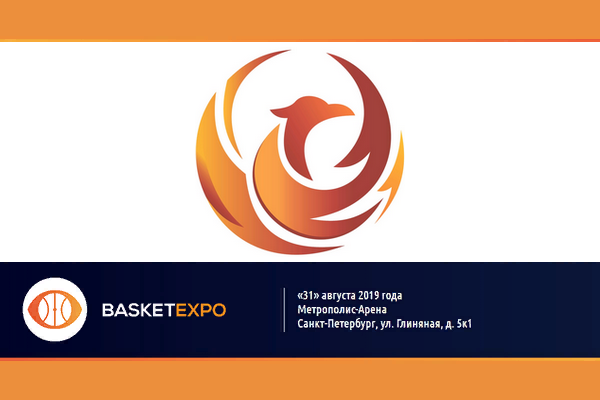 BASKETEXPO
«31» августа 2019 года
Метрополис-Арена
Санкт-Петербург, ул. Глиняная, д. 5к1